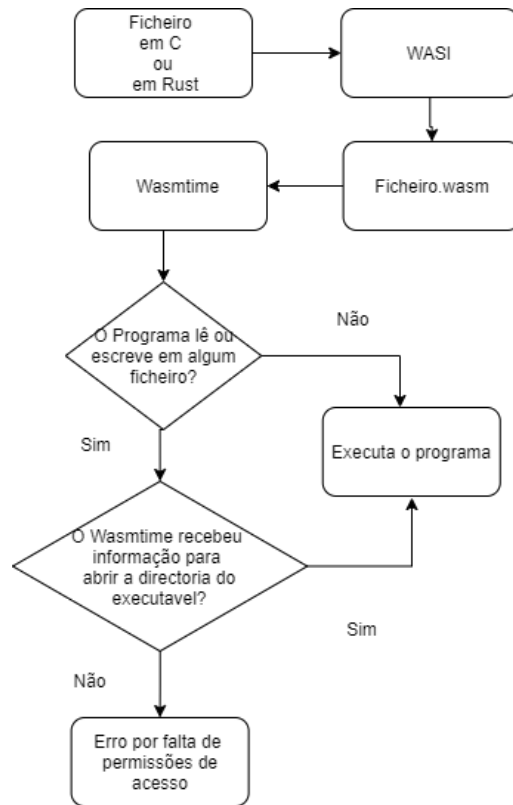 Ficheiro
em C
ou
em Rust
WASI
Wasmtime
Ficheiro.wasm
O Programa lê ou
escreve em algum
ficheiro?
Não
Sim
Executa o programa
O Wasmtime recebeu
informação para
abrir a directoria do
executavel?
Sim
Não
Erro por falta de
permissões de
acesso